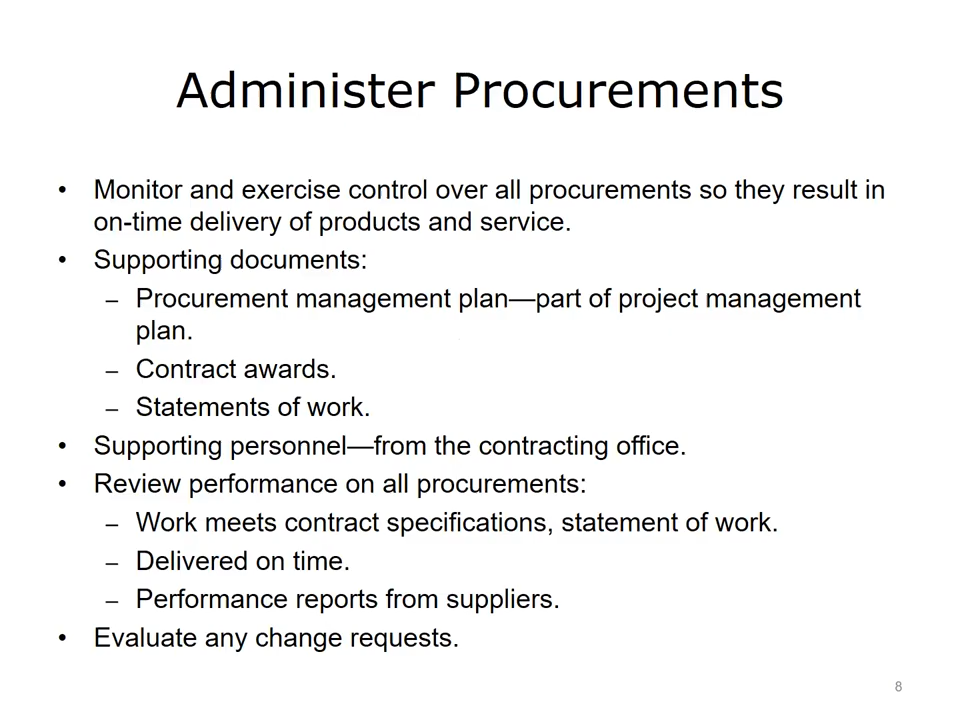 Administer Procurements
• Monitor and exercise control over all procurements so they result in
on-time delivery of products and service.
• Supporting documents:
– Procurement management plan—part of project management
plan.
– Contract awards.
– Statements of work.
• Supporting personnel—from the contracting office.
• Review performance on all procurements:
– Work meets contract specifications, statement of work.
– Delivered on time.
– Performance reports from suppliers.
• Evaluate any change requests.
8